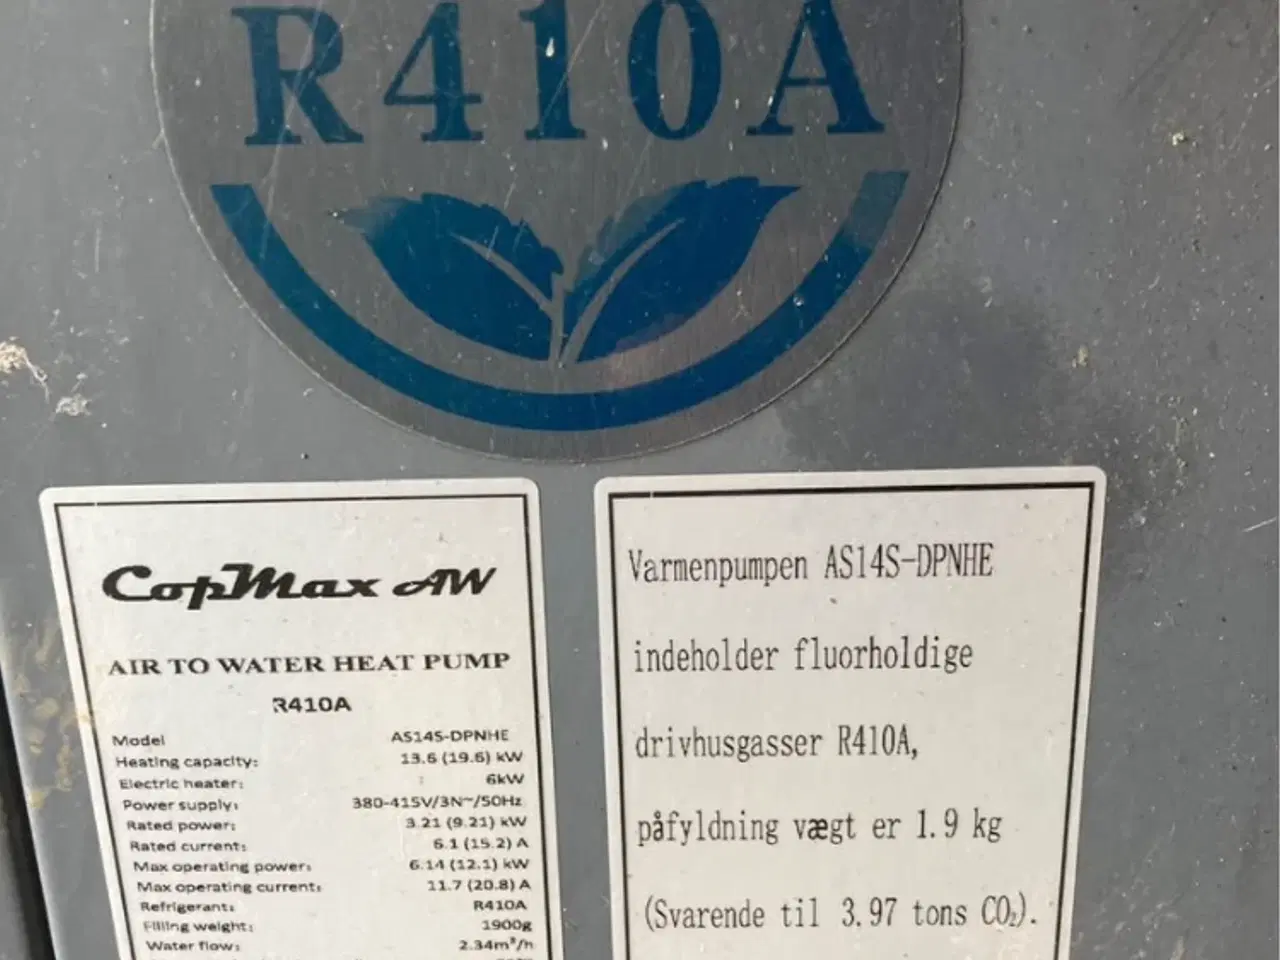 R410A
CopMax AW
AIR TO WATER HEAT PUMP
R410A
Model AS14S-DPNHE
Heating capacity: 13.6 (19.6) kW
Electric heater: 6kW
Power supply: 380-415V/3N~/50Hz
Rated power: 3.21 (9.21) kW
Rated current: 6.1 (15.2) A
Max operating power: 6.14 (12.1) kW
Max operating current: 11.7 (20.8) A
Refrigerant: R410A
Filling weight: 1900g
Water flow: 2.34m³/h
Varmenpumpen AS14S-DPNHE
indeholder fluorholdige
drivhusgasser R410A,
påfyldning vægt er 1.9 kg
(Svarende til 3.97 tons CO₂).